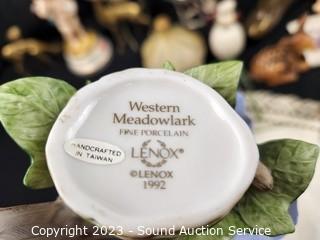 Western
Meadowlark
FINE PORCELAIN
LENOX®
©LENOX
1992
HANDCRAFTED
IN TAIWAN
Copyright 2023 - Sound Auction Service